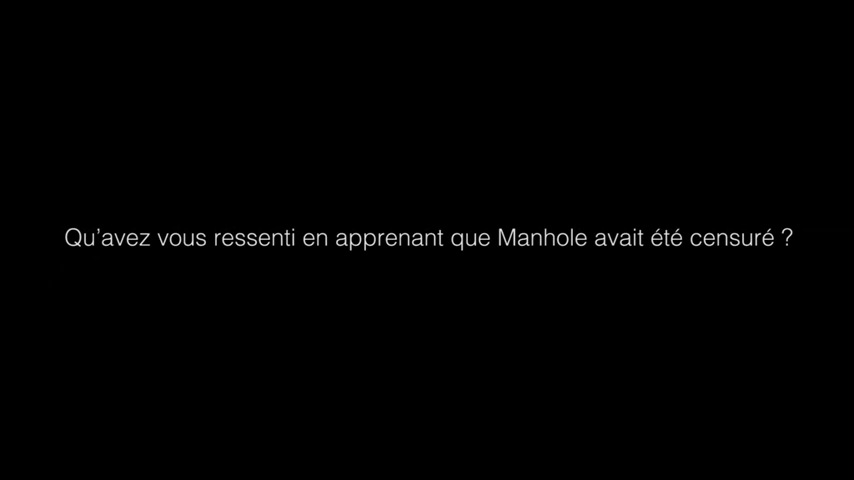 Qu’avez vous ressenti en apprenant que Manhole avait été censuré ?